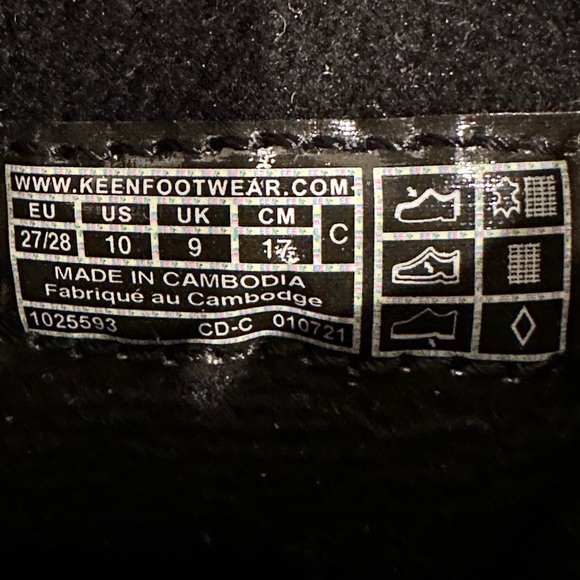 WWW.KEENFOOTWEAR.COM
EU US UK CM C
27/28 10 9 17
MADE IN CAMBODIA
Fabriqué au Cambodge
1025593 CD-C 010721